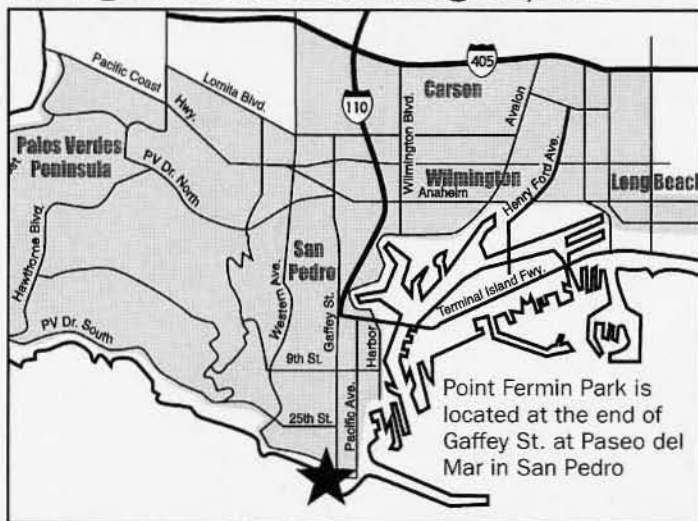 405
Pacific Coast
Hwy.
Lomita Blvd.
110
Carson
Wilmington Blvd.
Avalon
Palos Verdes
Peninsula
PV Dr. North
Wilmington
Anaheim
Henry Ford Ave.
Long Beach
Hawthorne Blvd.
San
Pedro
Western Ave.
Gaffey St.
Harbor
Terminal Island Fwy.
PV Dr. South
9th St.
Pacific Ave.
25th St.
Point Fermin Park is
located at the end of
Gaffey St. at Paseo del
Mar in San Pedro